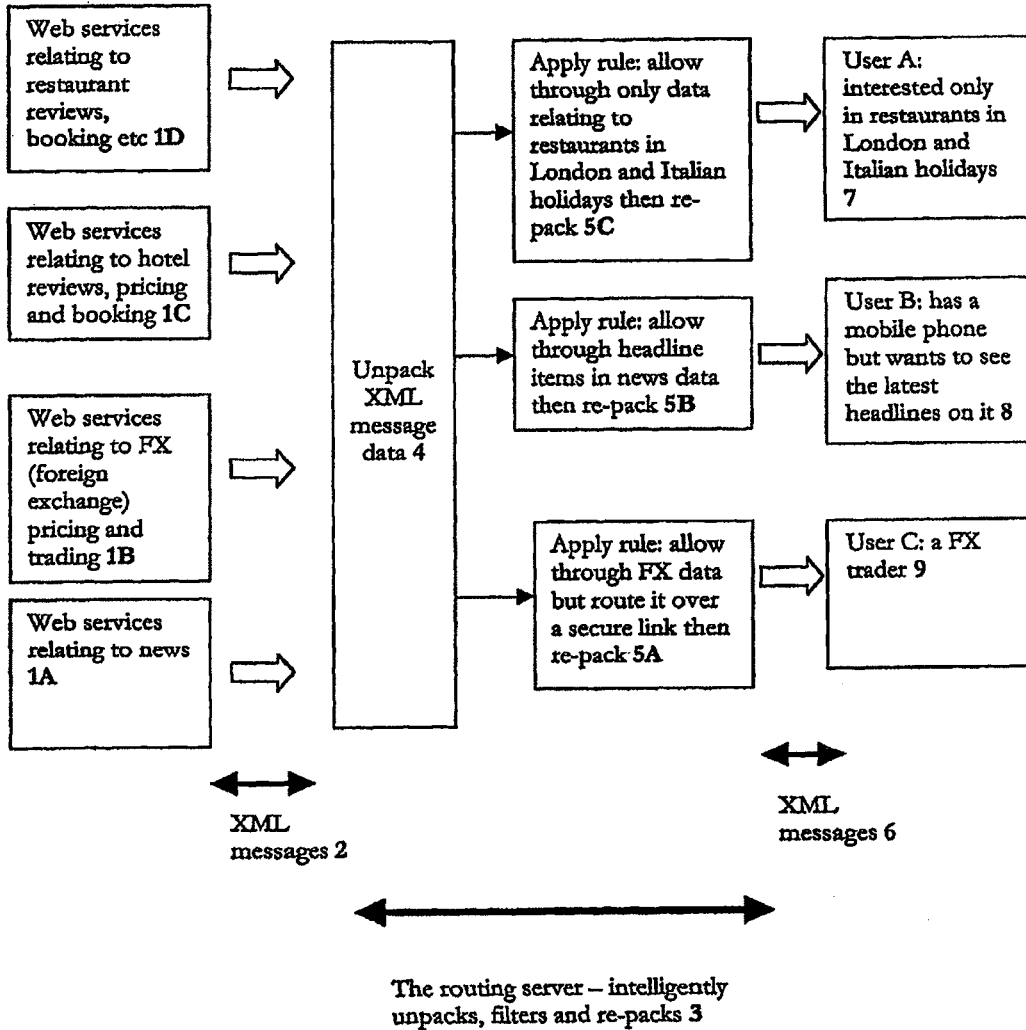 Web services
relating to
restaurant
reviews,
booking etc 1D
Web services
relating to hotel
reviews, pricing
and booking 1C
Web services
relating to FX
(foreign
exchange)
pricing and
trading 1B
Web services
relating to news
1A
XML
messages 2
Unpack
XML
message
data 4
Apply rule: allow
through only data
relating to
restaurants in
London and Italian
holidays then re-
pack 5C
Apply rule: allow
through headline
items in news data
then re-pack 5B
Apply rule: allow
through FX data
but route it over
a secure link then
re-pack 5A
User A:
interested only
in restaurants in
London and
Italian holidays
7
User B: has a
mobile phone
but wants to see
the latest
headlines on it 8
User C: a FX
trader 9
XML
messages 6
The routing server – intelligently
unpacks, filters and re-packs 3